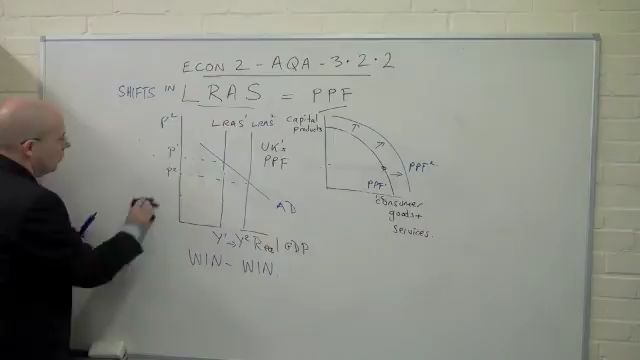 ECON 2 - AQA - 3.2.2
SHIFTS IN LRAS = PPF
P^L
LRAS¹ LRAS²
P¹
P²
UK'S
PPF
AD
Y¹ → Y² Real GDP
WIN - WIN
Capital
products
PPF
PPF²
Consumer
goods +
services.